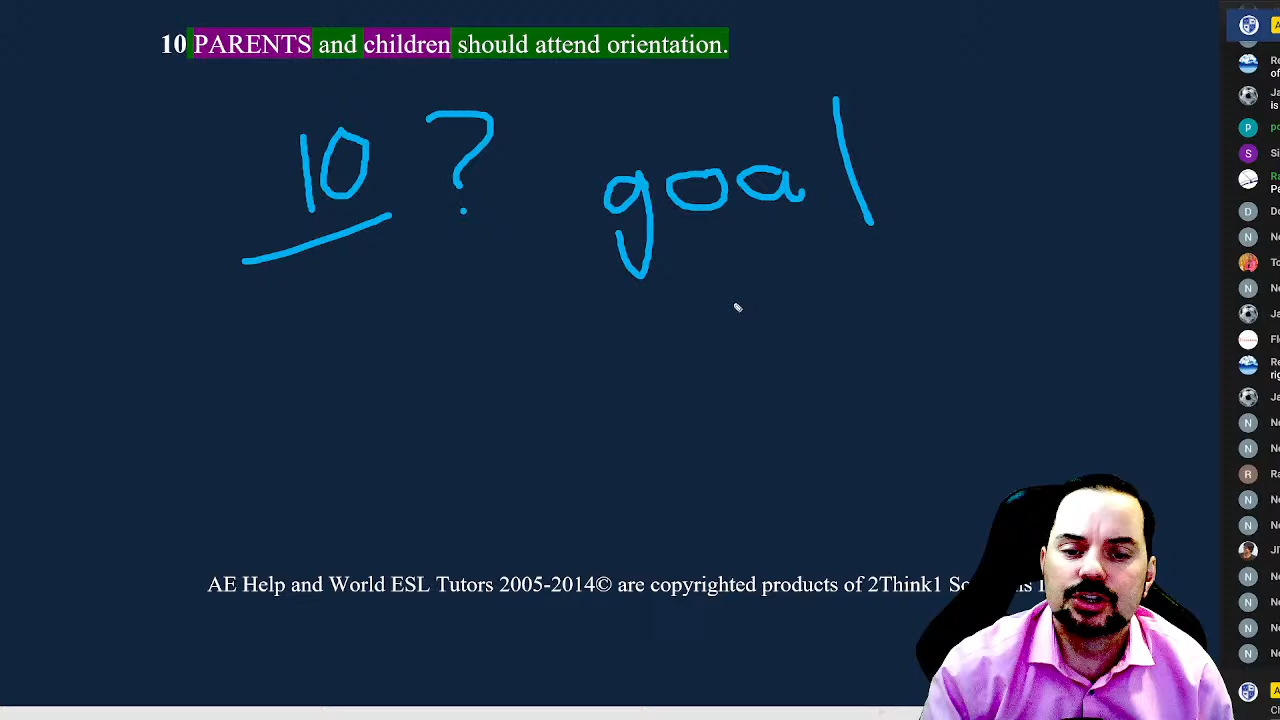 10 PARENTS and children should attend orientation.
10 ? goal
AE Help and World ESL Tutors 2005-2014© are copyrighted products of 2Think1